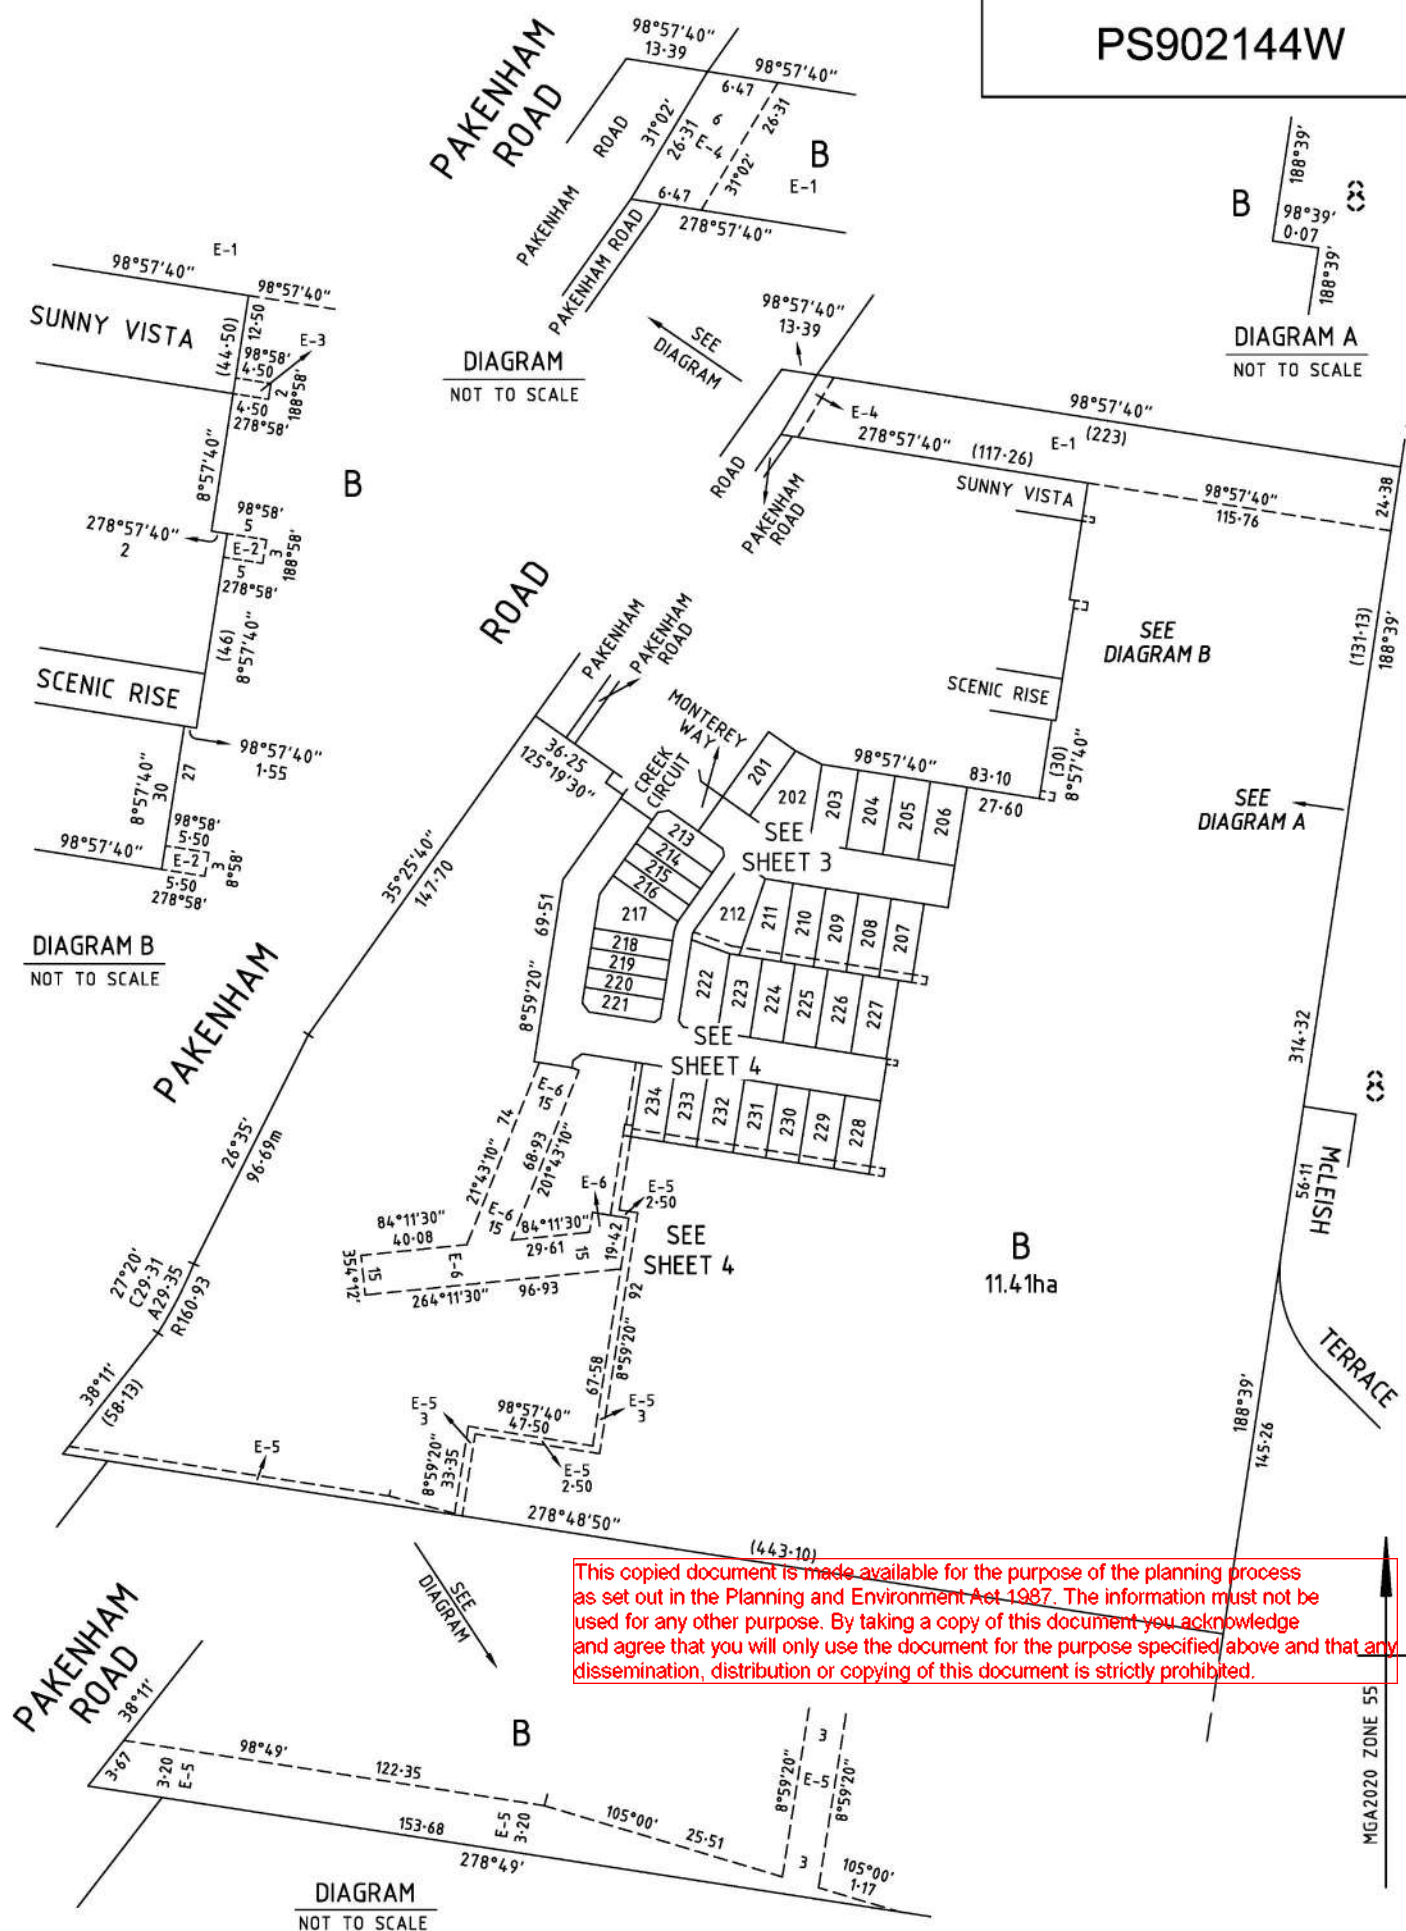 PS902144W
PAKENHAM
ROAD
98°57'40"
13·39
98°57'40"
6·47
ROAD
31°02'
26·31
6
E-4
26·31
31°02'
B
E-1
PAKENHAM
6·47
278°57'40"
PAKENHAM ROAD
DIAGRAM
NOT TO SCALE
188°39'
B
98°39'
0·07
188°39'
DIAGRAM A
NOT TO SCALE
E-1
98°57'40"
98°57'40"
SUNNY VISTA
(44·50)
12·50
E-3
98°58'
4·50
2
188°58'
4·50
278°58'
8°57'40"
B
278°57'40"
2
98°58'
5
E-2
3
188°58'
5
278°58'
(46)
8°57'40"
SCENIC RISE
98°57'40"
1·55
8°57'40"
30
27
98°57'40"
98°58'
5·50
E-2
3
8°58'
5·50
278°58'
DIAGRAM B
NOT TO SCALE
SEE
DIAGRAM
98°57'40"
13·39
E-4
98°57'40"
(223)
E-1
278°57'40"
(117·26)
ROAD
PAKENHAM
ROAD
SUNNY VISTA
98°57'40"
115·76
24·38
(131·13)
188°39'
SEE
DIAGRAM B
SCENIC RISE
(30)
8°57'40"
SEE
DIAGRAM A
ROAD
PAKENHAM
PAKENHAM
ROAD
36·25
125°19'30"
MONTEREY
WAY
CREEK
CIRCUIT
98°57'40"
83·10
27·60
201
202
203
204
205
206
SEE
SHEET 3
213
214
215
216
217
218
219
220
221
212
211
210
209
208
207
222
223
224
225
226
227
SEE
SHEET 4
234
233
232
231
230
229
228
35°25'40"
147·70
69·51
8°59'20"
PAKENHAM
26°35'
96·69m
314·32
McLEISH
56·11
TERRACE
E-6
15
74
21°43'10"
68·93
201°43'10"
E-6
15
E-6
E-5
2·50
84°11'30"
40·08
84°11'30"
29·61
15
19·42
354°12'
15
E-6
264°11'30"
96·93
SEE
SHEET 4
92
8°59'20"
67·58
B
11.41ha
27°20'
C29·31
A29·35
R160·93
38°11'
(58·13)
E-5
E-5
3
98°57'40"
47·50
E-5
3
8°59'20"
33·35
E-5
2·50
188°39'
145·26
278°48'50"
(443·10)
SEE
DIAGRAM
This copied document is made available for the purpose of the planning process
as set out in the Planning and Environment Act 1987. The information must not be
used for any other purpose. By taking a copy of this document you acknowledge
and agree that you will only use the document for the purpose specified above and that any
dissemination, distribution or copying of this document is strictly prohibited.
MGA2020 ZONE 55
PAKENHAM
ROAD
38°11'
3·67
3·20
E-5
98°49'
122·35
B
153·68
278°49'
E-5
3·20
105°00'
25·51
8°59'20"
3
E-5
8°59'20"
3
105°00'
1·17
DIAGRAM
NOT TO SCALE